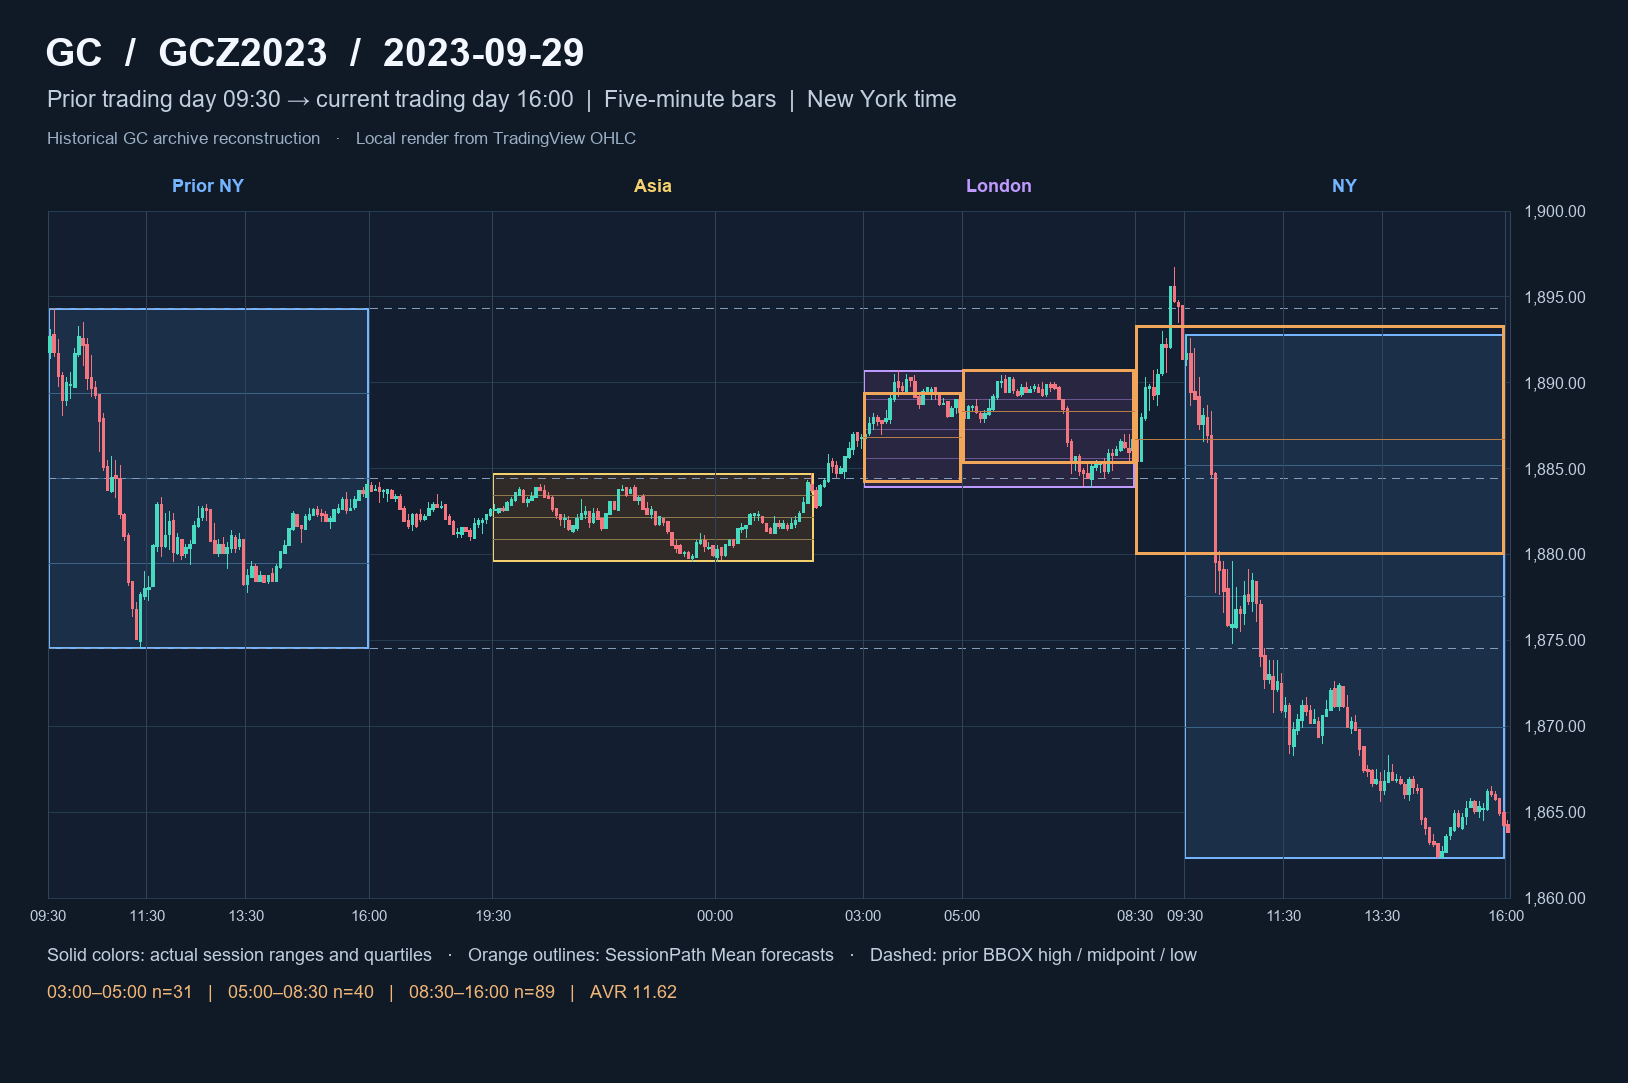 GC / GCZ2023 / 2023-09-29
Prior trading day 09:30 → current trading day 16:00 | Five-minute bars | New York time
Historical GC archive reconstruction · Local render from TradingView OHLC
Prior NY Asia London NY
1,900.00
1,895.00
1,890.00
1,885.00
1,880.00
1,875.00
1,870.00
1,865.00
1,860.00
09:30 11:30 13:30 16:00 19:30 00:00 03:00 05:00 08:30 09:30 11:30 13:30 16:00
Solid colors: actual session ranges and quartiles · Orange outlines: SessionPath Mean forecasts · Dashed: prior BBOX high / midpoint / low
03:00–05:00 n=31 | 05:00–08:30 n=40 | 08:30–16:00 n=89 | AVR 11.62